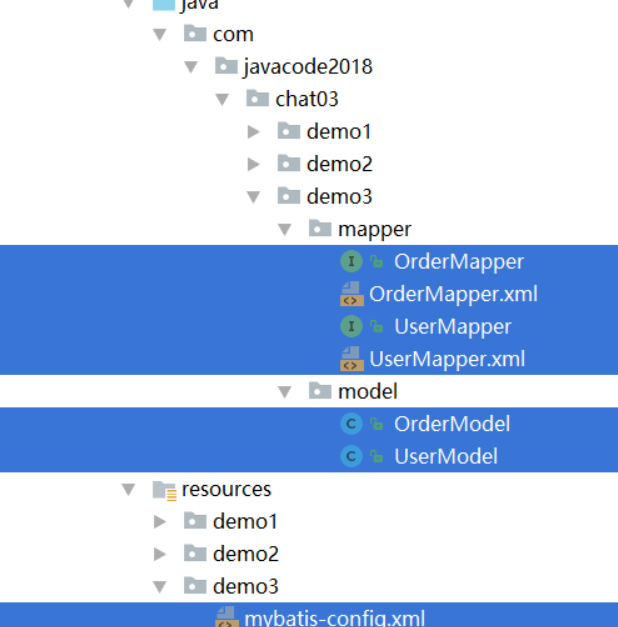 java
com
javacode2018
chat03
demo1
demo2
demo3
mapper
I OrderMapper
OrderMapper.xml
I UserMapper
UserMapper.xml
model
C OrderModel
C UserModel
resources
demo1
demo2
demo3
mybatis-config.xml